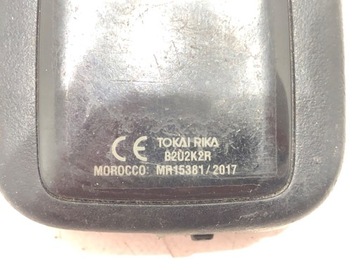 CE TOKAI RIKA
B2U2K2R
MOROCCO: MR15381/2017